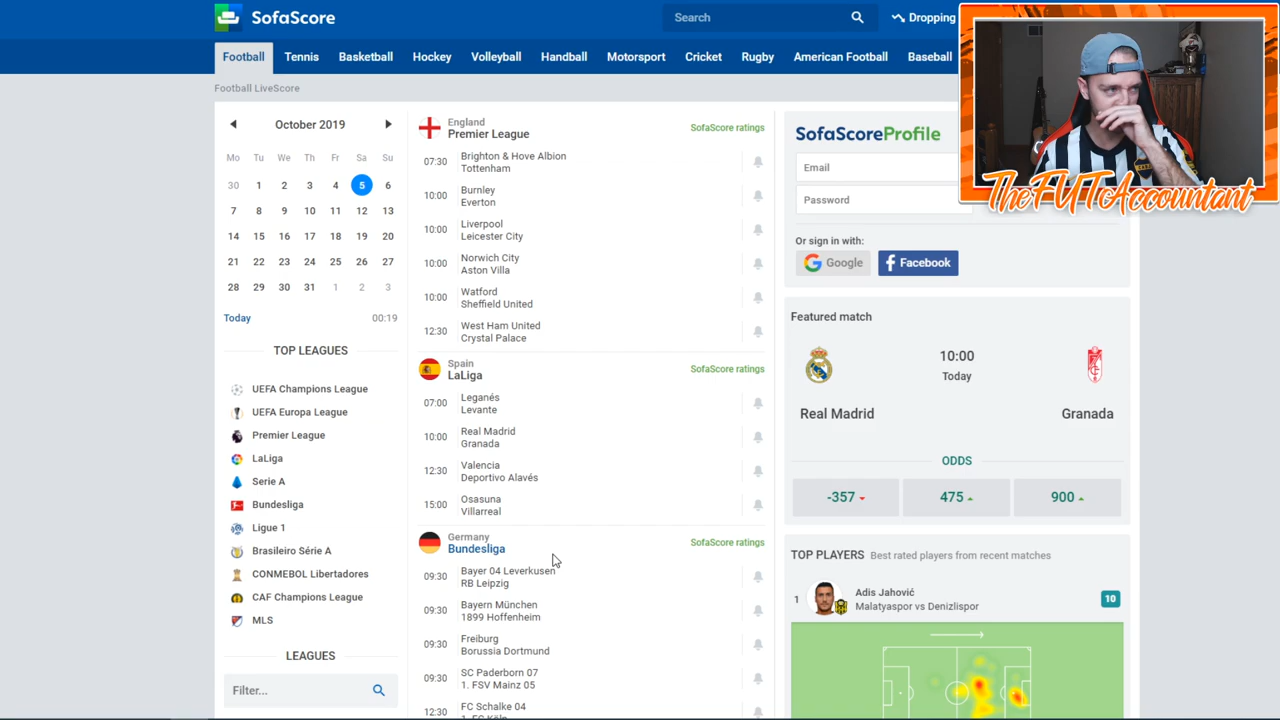 SofaScore
Search
Dropping
Football
Tennis
Basketball
Hockey
Volleyball
Handball
Motorsport
Cricket
Rugby
American Football
Baseball
TheFUTAccountant
Football LiveScore
October 2019
Mo Tu We Th Fr Sa Su
30 1 2 3 4 5 6
7 8 9 10 11 12 13
14 15 16 17 18 19 20
21 22 23 24 25 26 27
28 29 30 31 1 2 3
Today 00:19
TOP LEAGUES
UEFA Champions League
UEFA Europa League
Premier League
LaLiga
Serie A
Bundesliga
Ligue 1
Brasileiro Série A
CONMEBOL Libertadores
CAF Champions League
MLS
LEAGUES
Filter...
England
Premier League
SofaScore ratings
07:30
Brighton & Hove Albion
Tottenham
10:00
Burnley
Everton
10:00
Liverpool
Leicester City
10:00
Norwich City
Aston Villa
10:00
Watford
Sheffield United
12:30
West Ham United
Crystal Palace
Spain
LaLiga
SofaScore ratings
07:00
Leganés
Levante
10:00
Real Madrid
Granada
12:30
Valencia
Deportivo Alavés
15:00
Osasuna
Villarreal
Germany
Bundesliga
SofaScore ratings
09:30
Bayer 04 Leverkusen
RB Leipzig
09:30
Bayern München
1899 Hoffenheim
09:30
Freiburg
Borussia Dortmund
09:30
SC Paderborn 07
1. FSV Mainz 05
12:30
FC Schalke 04
1. FC Köln
SofaScoreProfile
Email
Password
Or sign in with:
Google
Facebook
Featured match
10:00
Today
Real Madrid
Granada
ODDS
-357
475
900
TOP PLAYERS Best rated players from recent matches
1
Adis Jahović
Malatyaspor vs Denizlispor
10